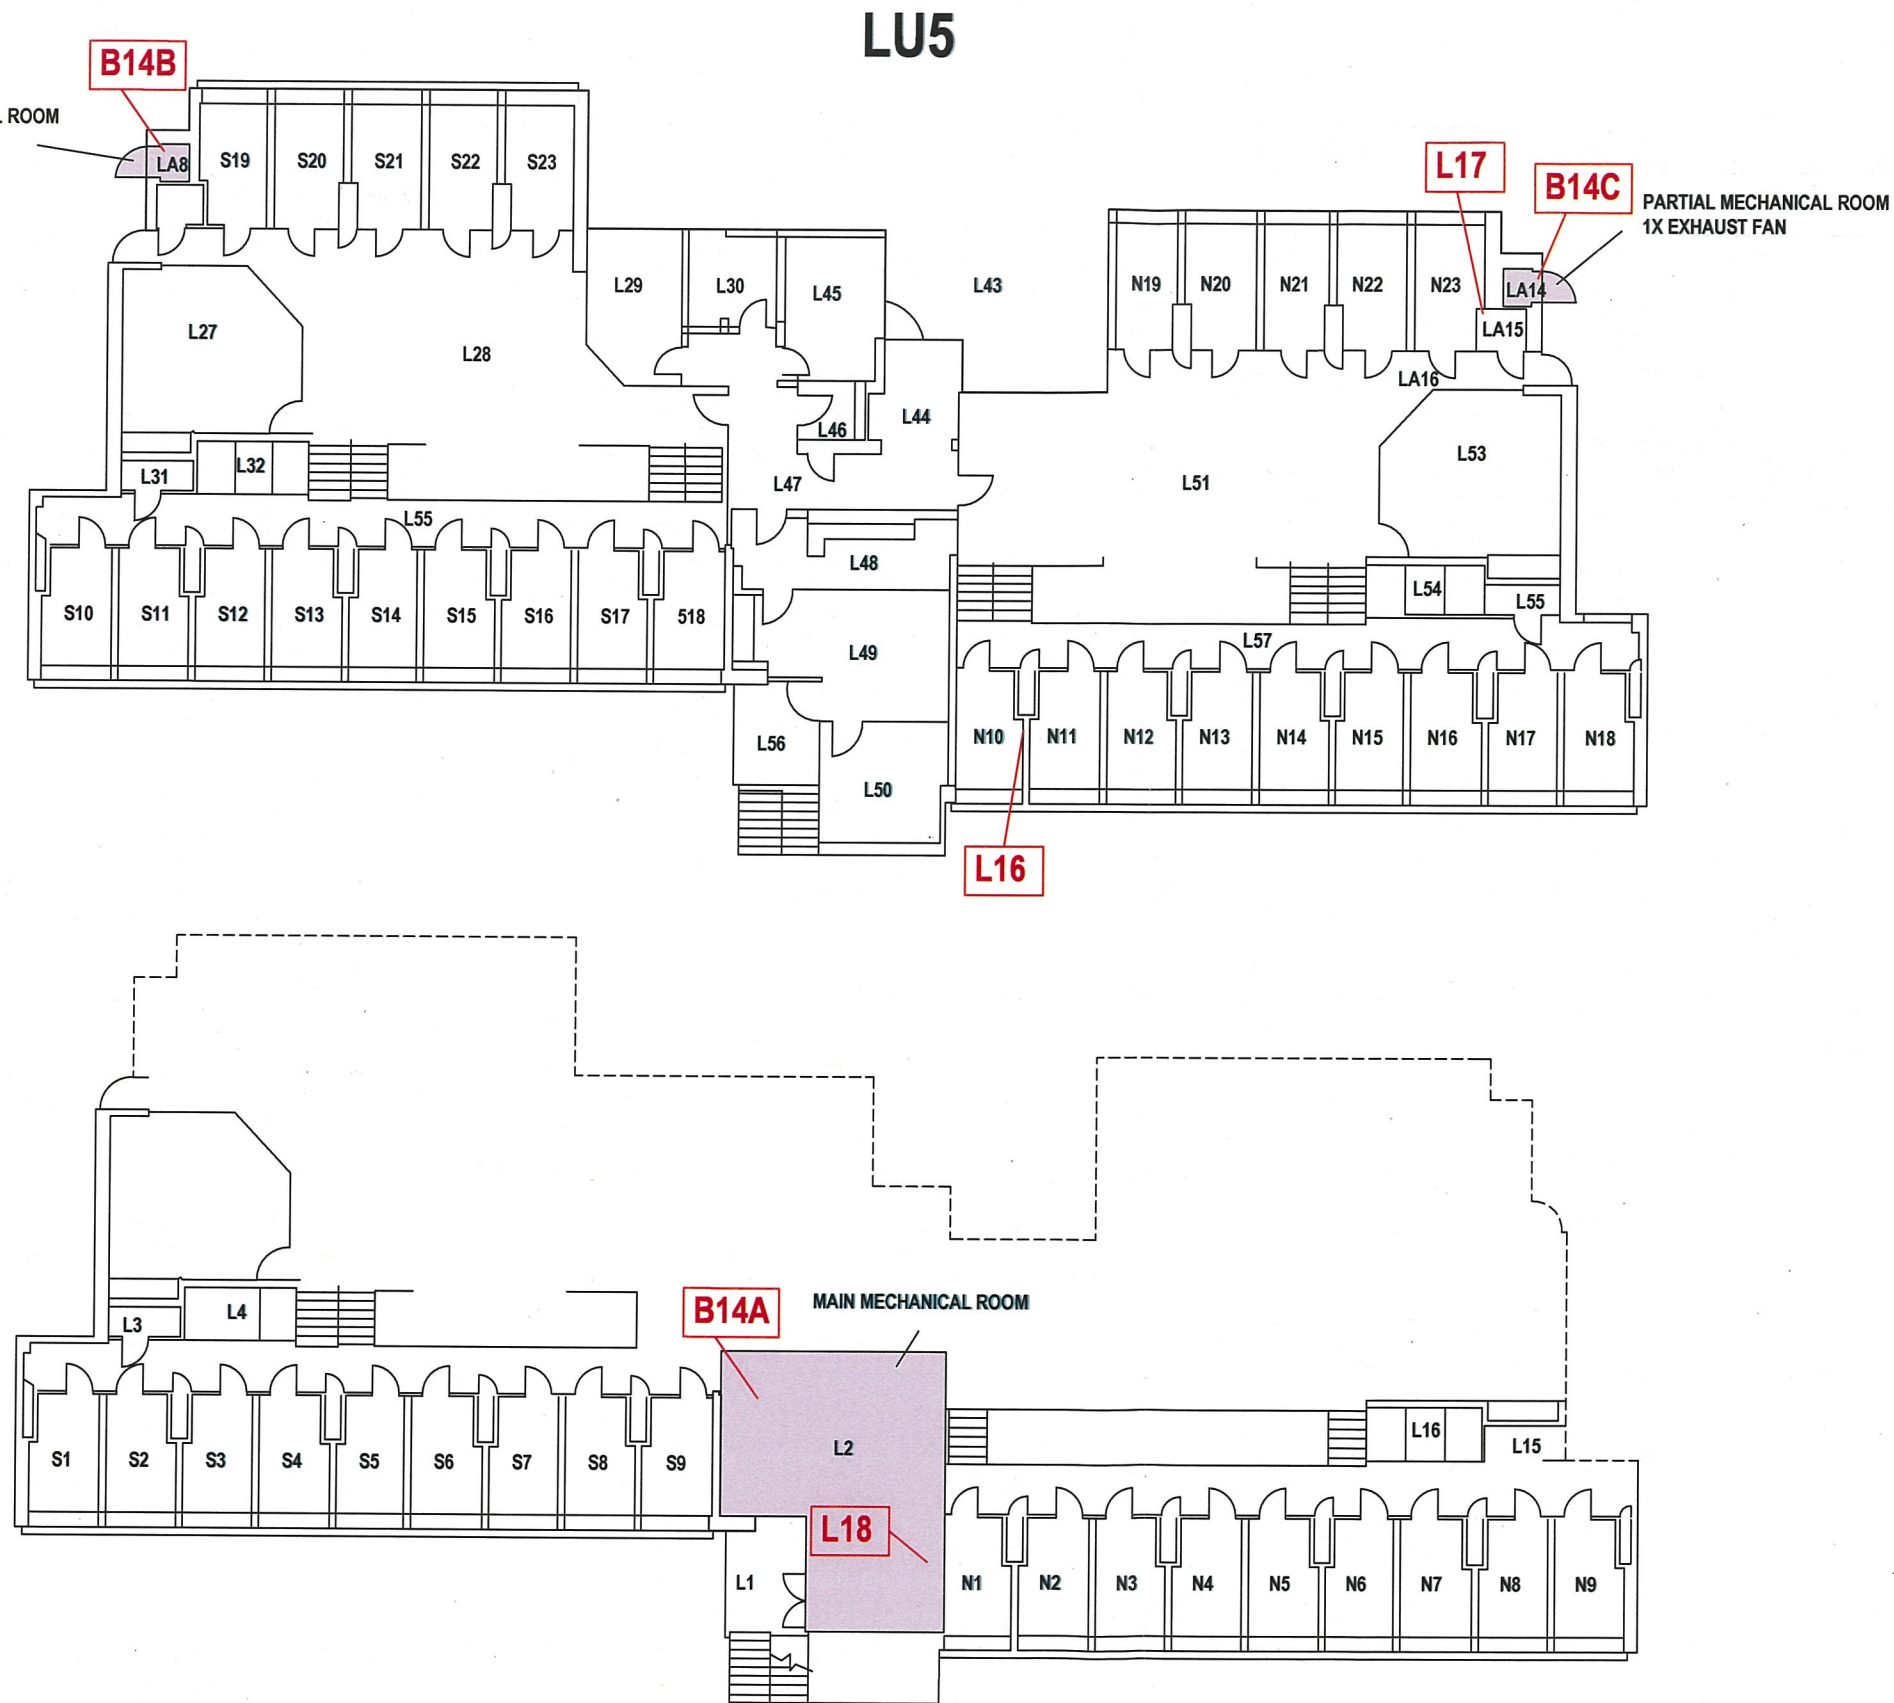 LU5
B14B
L ROOM
LA8
S19
S20
S21
S22
S23
L17
B14C
PARTIAL MECHANICAL ROOM
1X EXHAUST FAN
L27
L28
L29
L30
L45
L43
N19
N20
N21
N22
N23
LA14
LA15
LA16
L44
L46
L53
L31
L32
L47
L51
L55
L48
L54
L55
S10
S11
S12
S13
S14
S15
S16
S17
518
L49
L57
L56
L50
N10
N11
N12
N13
N14
N15
N16
N17
N18
L16
B14A
MAIN MECHANICAL ROOM
L3
L4
L2
L16
L15
S1
S2
S3
S4
S5
S6
S7
S8
S9
L18
L1
N1
N2
N3
N4
N5
N6
N7
N8
N9